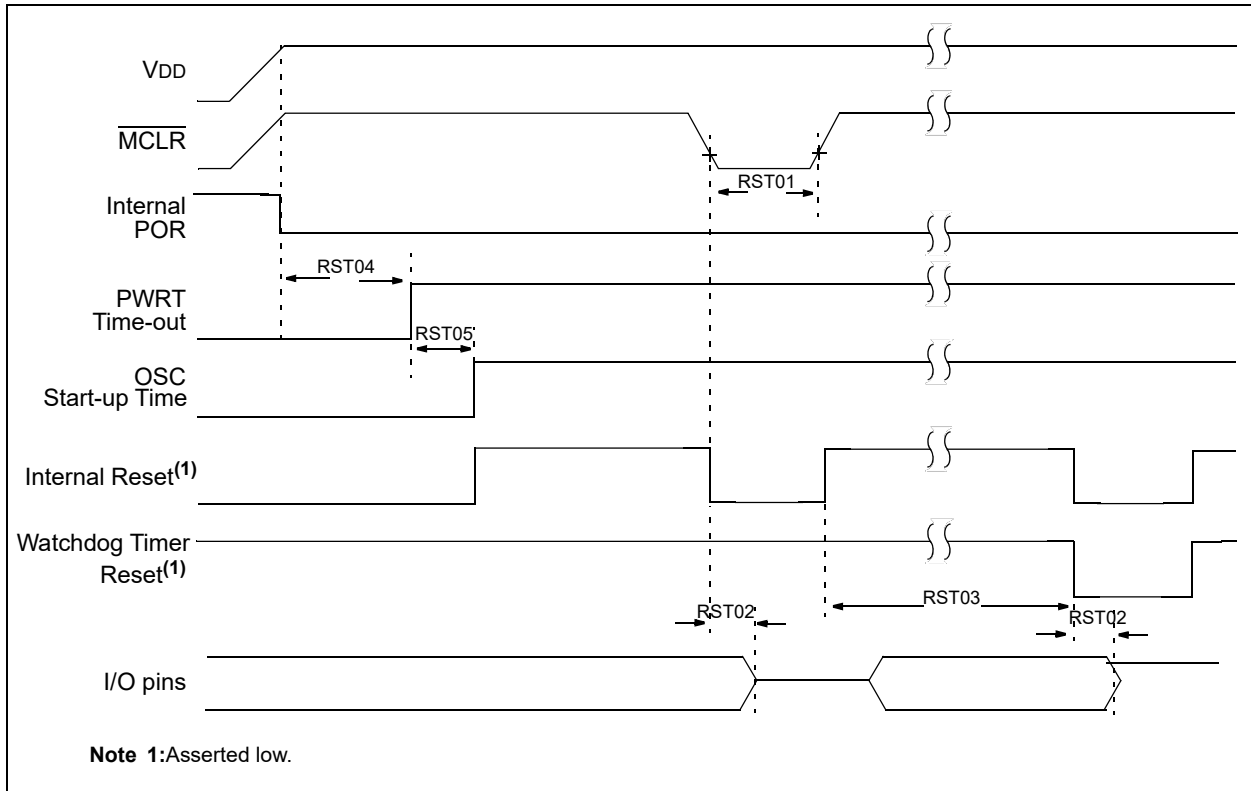 VDD
MCLR
RST01
Internal
POR
RST04
PWRT
Time-out
RST05
OSC
Start-up Time
Internal Reset(1)
Watchdog Timer
Reset(1)
RST03
RST02
RST02
I/O pins
Note 1:Asserted low.